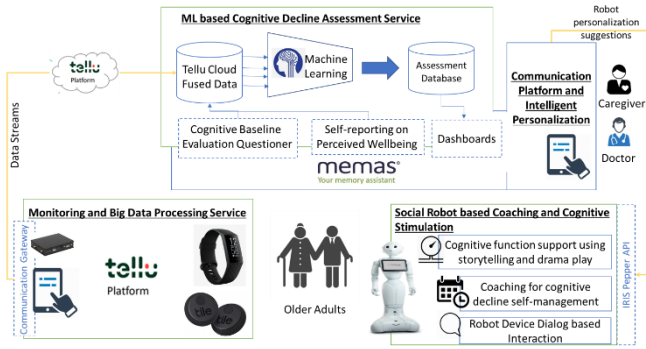 ML based Cognitive Decline Assessment Service
Robot
personalization
suggestions
tellu
Platform
Tellu Cloud
Fused Data
Machine
Learning
Assessment
Database
Communication
Platform and
Intelligent
Personalization
Caregiver
Doctor
Data Streams
Cognitive Baseline
Evaluation Questioner
Self-reporting on
Perceived Wellbeing
Dashboards
memas®
Your memory assistant
Monitoring and Big Data Processing Service
Communication Gateway
tellu
Platform
tile
tile
Older Adults
Social Robot based Coaching and Cognitive
Stimulation
Cognitive function support using
storytelling and drama play
Coaching for cognitive
decline self-management
Robot Device Dialog based
Interaction
IRIS Pepper API